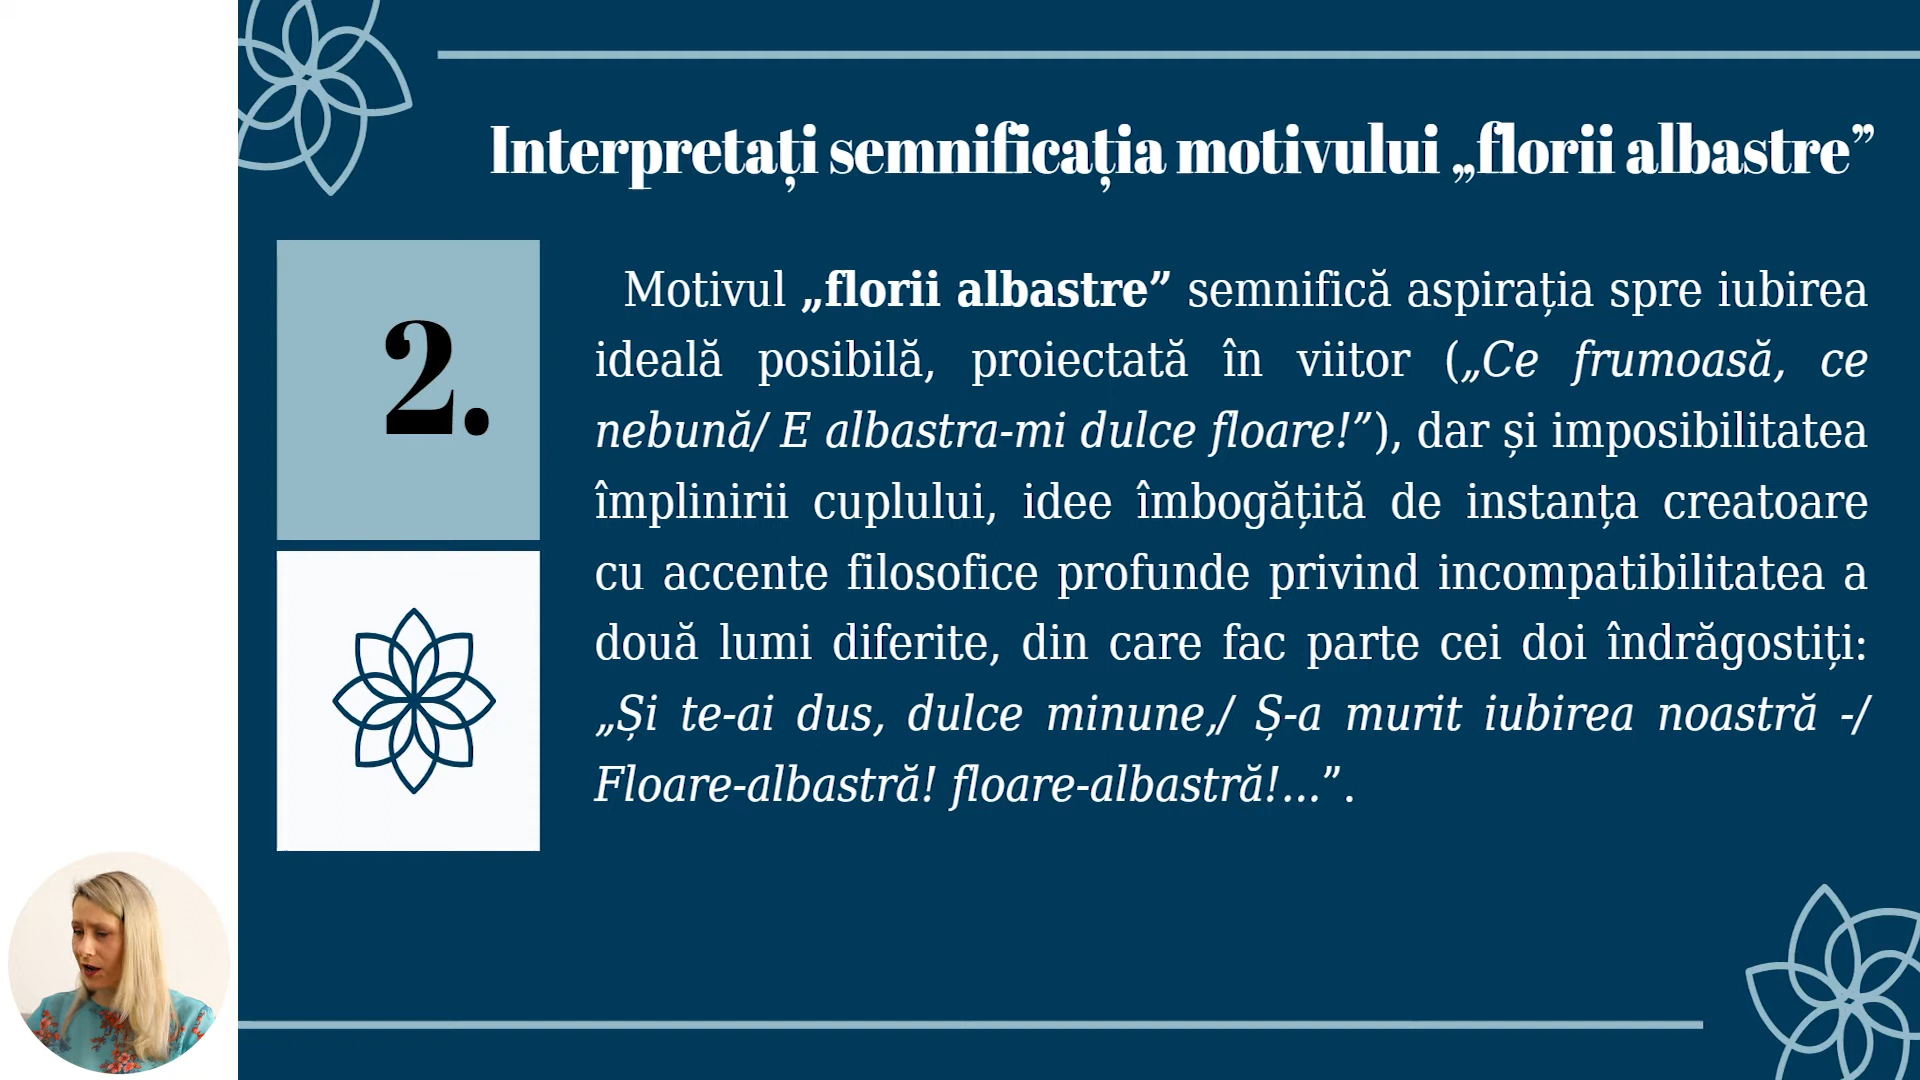 Interpretați semnificația motivului „florii albastre”
2.
Motivul „florii albastre” semnifică aspirația spre iubirea
ideală posibilă, proiectată în viitor („Ce frumoasă, ce
nebună/ E albastra-mi dulce floare!”), dar și imposibilitatea
împlinirii cuplului, idee îmbogățită de instanța creatoare
cu accente filosofice profunde privind incompatibilitatea a
două lumi diferite, din care fac parte cei doi îndrăgostiți:
„Și te-ai dus, dulce minune,/ Ș-a murit iubirea noastră -/
Floare-albastră! floare-albastră!...”.